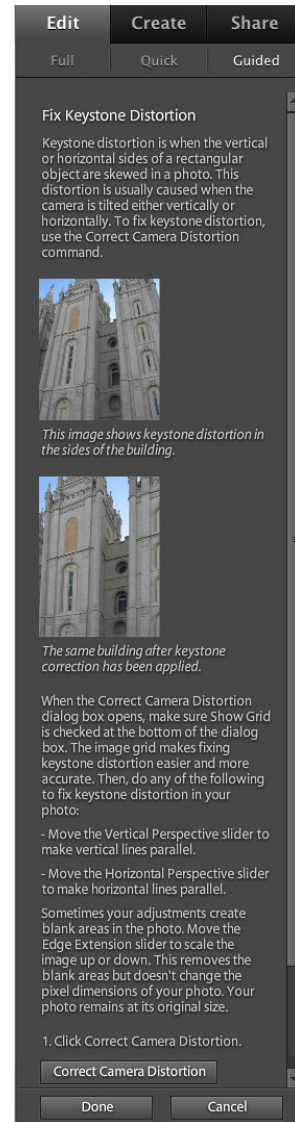 Edit Create Share
Full Quick Guided
Fix Keystone Distortion
Keystone distortion is when the vertical
or horizontal sides of a rectangular
object are skewed in a photo. This
distortion is usually caused when the
camera is tilted either vertically or
horizontally. To fix keystone distortion,
use the Correct Camera Distortion
command.
This image shows keystone distortion in
the sides of the building.
The same building after keystone
correction has been applied.
When the Correct Camera Distortion
dialog box opens, make sure Show Grid
is checked at the bottom of the dialog
box. The image grid makes fixing
keystone distortion easier and more
accurate. Then, do any of the following
to fix keystone distortion in your
photo:
- Move the Vertical Perspective slider to
make vertical lines parallel.
- Move the Horizontal Perspective slider
to make horizontal lines parallel.
Sometimes your adjustments create
blank areas in the photo. Move the
Edge Extension slider to scale the
image up or down. This removes the
blank areas but doesn't change the
pixel dimensions of your photo. Your
photo remains at its original size.
1. Click Correct Camera Distortion.
Correct Camera Distortion
Done Cancel